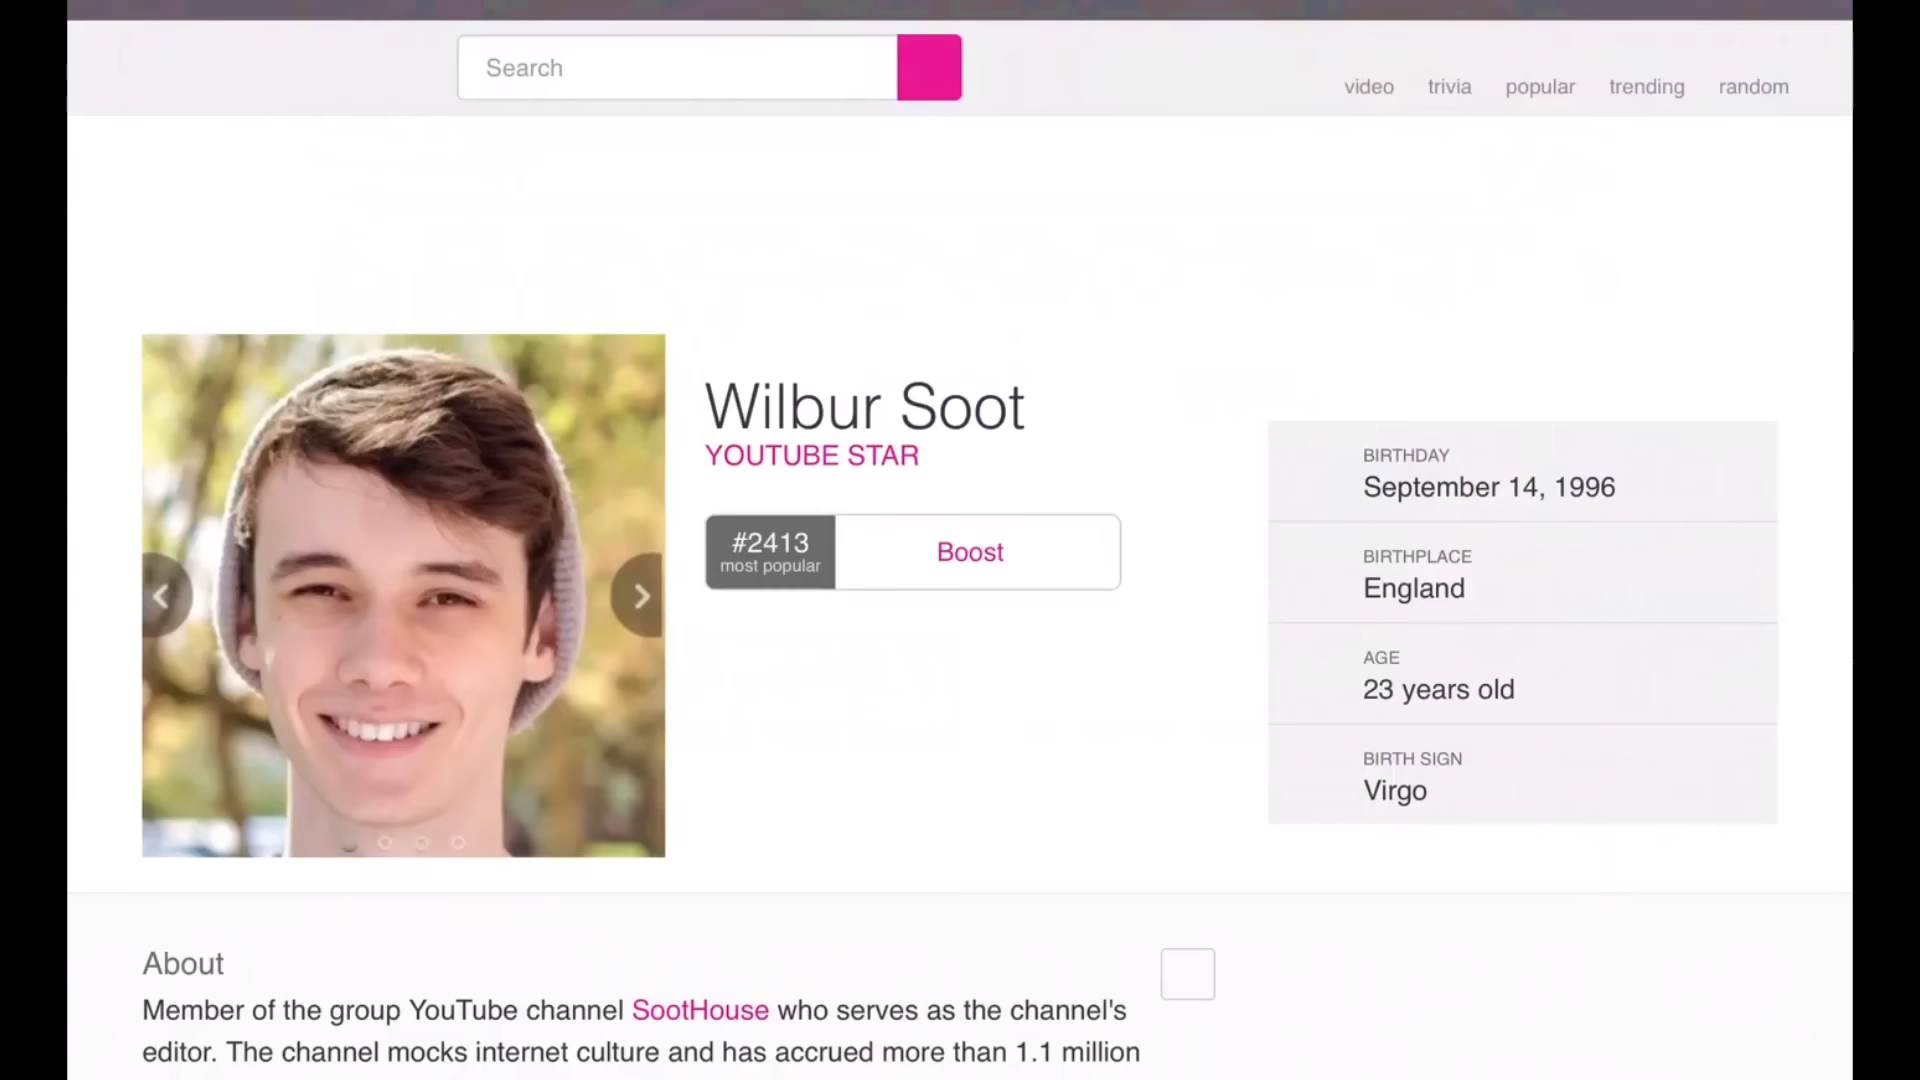 Search
video trivia popular trending random
Wilbur Soot
YOUTUBE STAR
#2413
most popular
Boost
BIRTHDAY
September 14, 1996
BIRTHPLACE
England
AGE
23 years old
BIRTH SIGN
Virgo
About
Member of the group YouTube channel SootHouse who serves as the channel's
editor. The channel mocks internet culture and has accrued more than 1.1 million